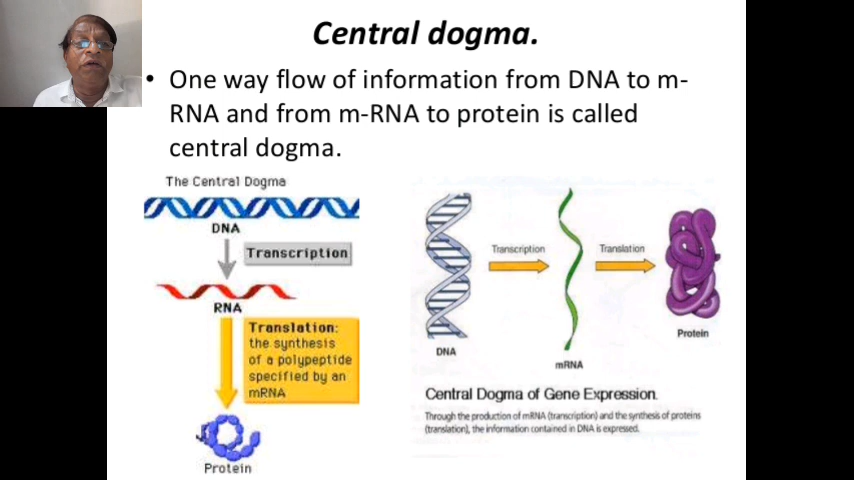 Central dogma.
• One way flow of information from DNA to m-
RNA and from m-RNA to protein is called
central dogma.
The Central Dogma
DNA
Transcription
RNA
Translation:
the synthesis
of a polypeptide
specified by an
mRNA
Protein
Transcription
Translation
DNA
mRNA
Protein
Central Dogma of Gene Expression.
Through the production of mRNA (transcription) and the synthesis of proteins
(translation), the information contained in DNA is expressed.